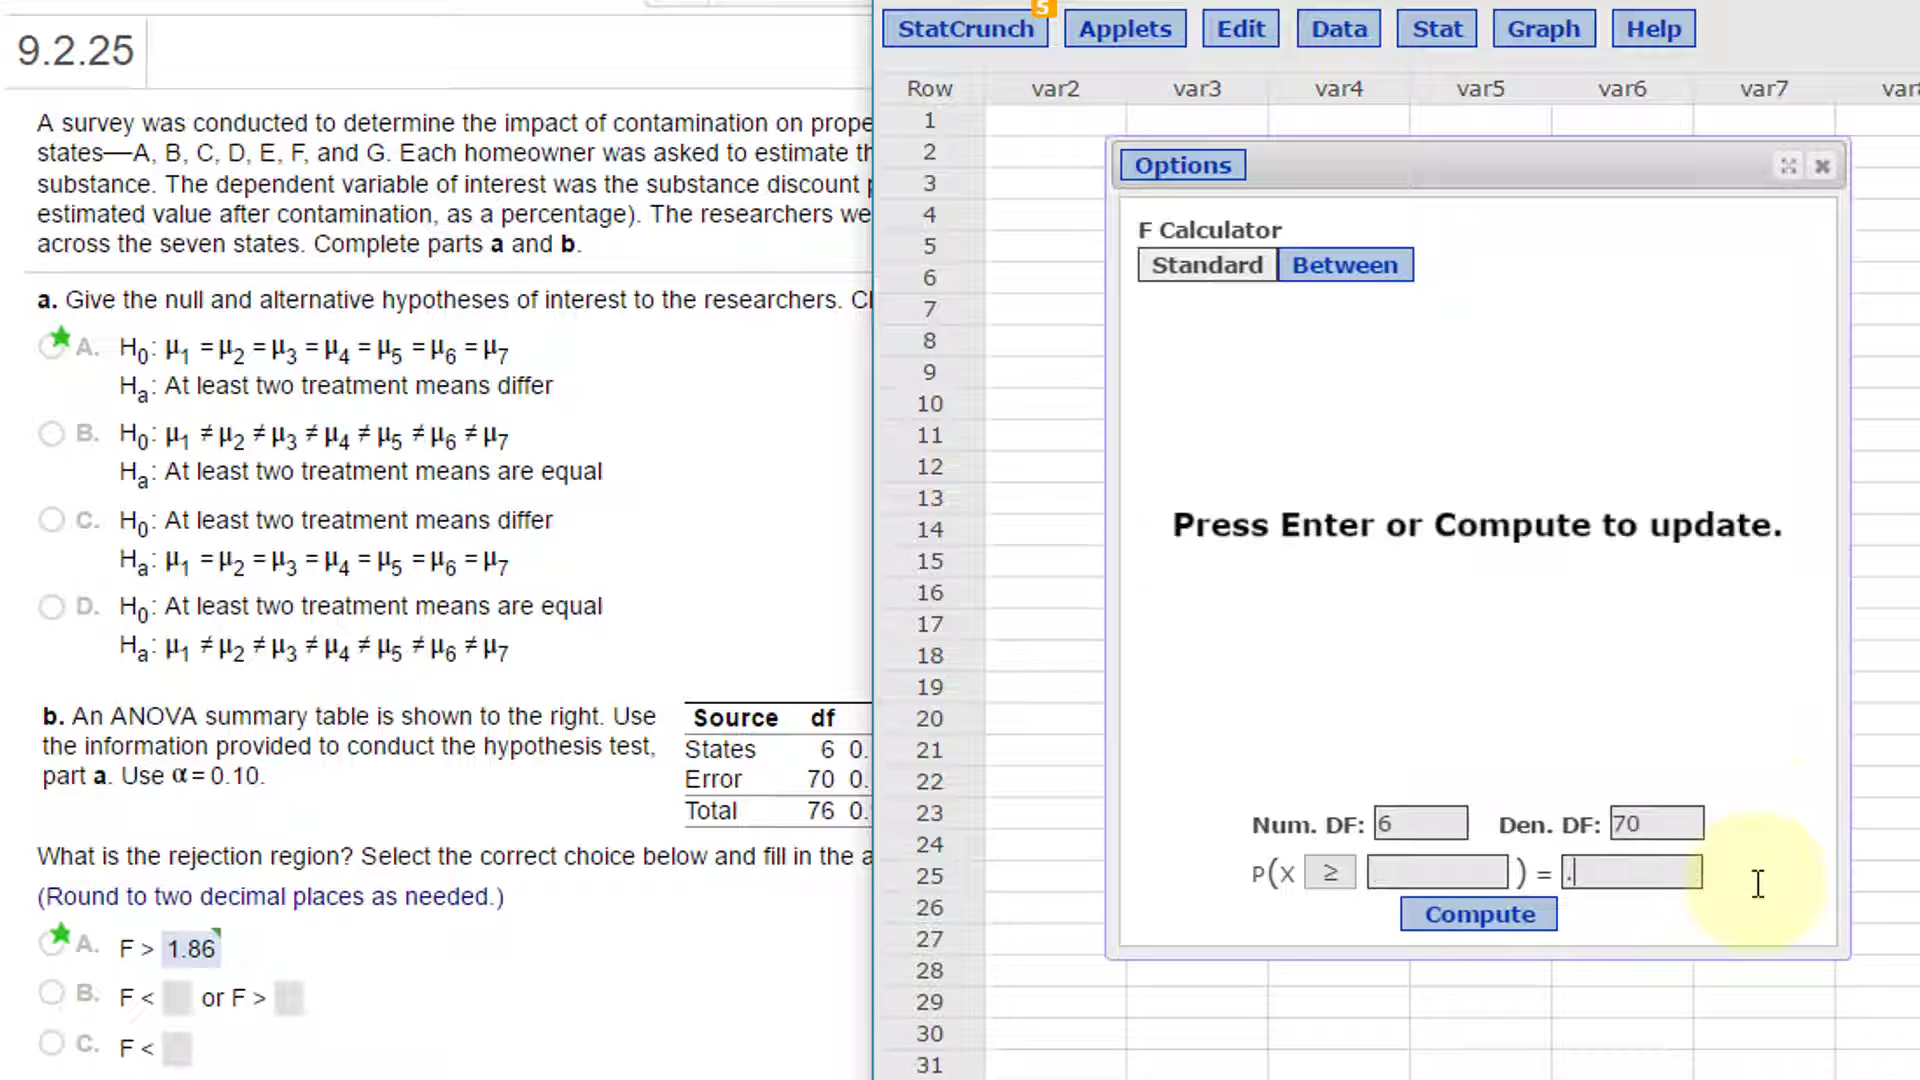 9.2.25
A survey was conducted to determine the impact of contamination on prope
states—A, B, C, D, E, F, and G. Each homeowner was asked to estimate th
substance. The dependent variable of interest was the substance discount
estimated value after contamination, as a percentage). The researchers we
across the seven states. Complete parts a and b.
a. Give the null and alternative hypotheses of interest to the researchers.
A. H0: μ1 = μ2 = μ3 = μ4 = μ5 = μ6 = μ7
Ha: At least two treatment means differ
B. H0: μ1 ≠ μ2 ≠ μ3 ≠ μ4 ≠ μ5 ≠ μ6 ≠ μ7
Ha: At least two treatment means are equal
C. H0: At least two treatment means differ
Ha: μ1 = μ2 = μ3 = μ4 = μ5 = μ6 = μ7
D. H0: At least two treatment means are equal
Ha: μ1 ≠ μ2 ≠ μ3 ≠ μ4 ≠ μ5 ≠ μ6 ≠ μ7
b. An ANOVA summary table is shown to the right. Use
the information provided to conduct the hypothesis test,
part a. Use α = 0.10.
Source df
States 6 0.
Error 70 0.
Total 76 0.
What is the rejection region? Select the correct choice below and fill in the a
(Round to two decimal places as needed.)
A. F > 1.86
B. F < or F >
C. F <
5
StatCrunch Applets Edit Data Stat Graph Help
Row var2 var3 var4 var5 var6 var7 var
1
2
3
4
5
6
7
8
9
10
11
12
13
14
15
16
17
18
19
20
21
22
23
24
25
26
27
28
29
30
31
Options
F Calculator
Standard Between
Press Enter or Compute to update.
Num. DF: 6 Den. DF: 70
P(X ≥ ) = .
Compute